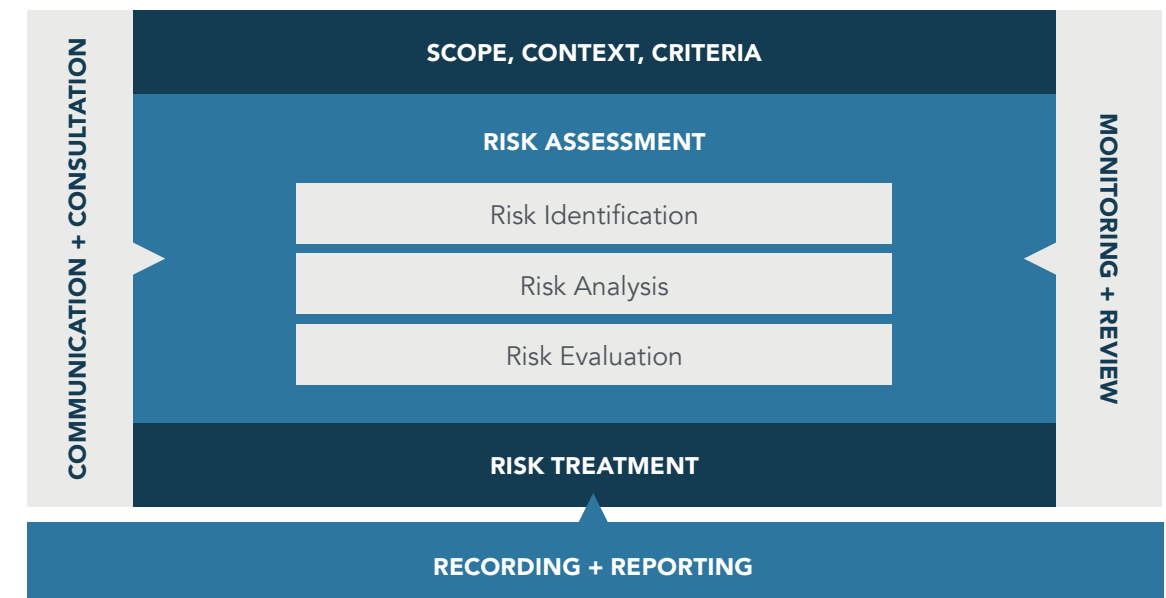 SCOPE, CONTEXT, CRITERIA
COMMUNICATION + CONSULTATION
RISK ASSESSMENT
Risk Identification
Risk Analysis
Risk Evaluation
MONITORING + REVIEW
RISK TREATMENT
RECORDING + REPORTING